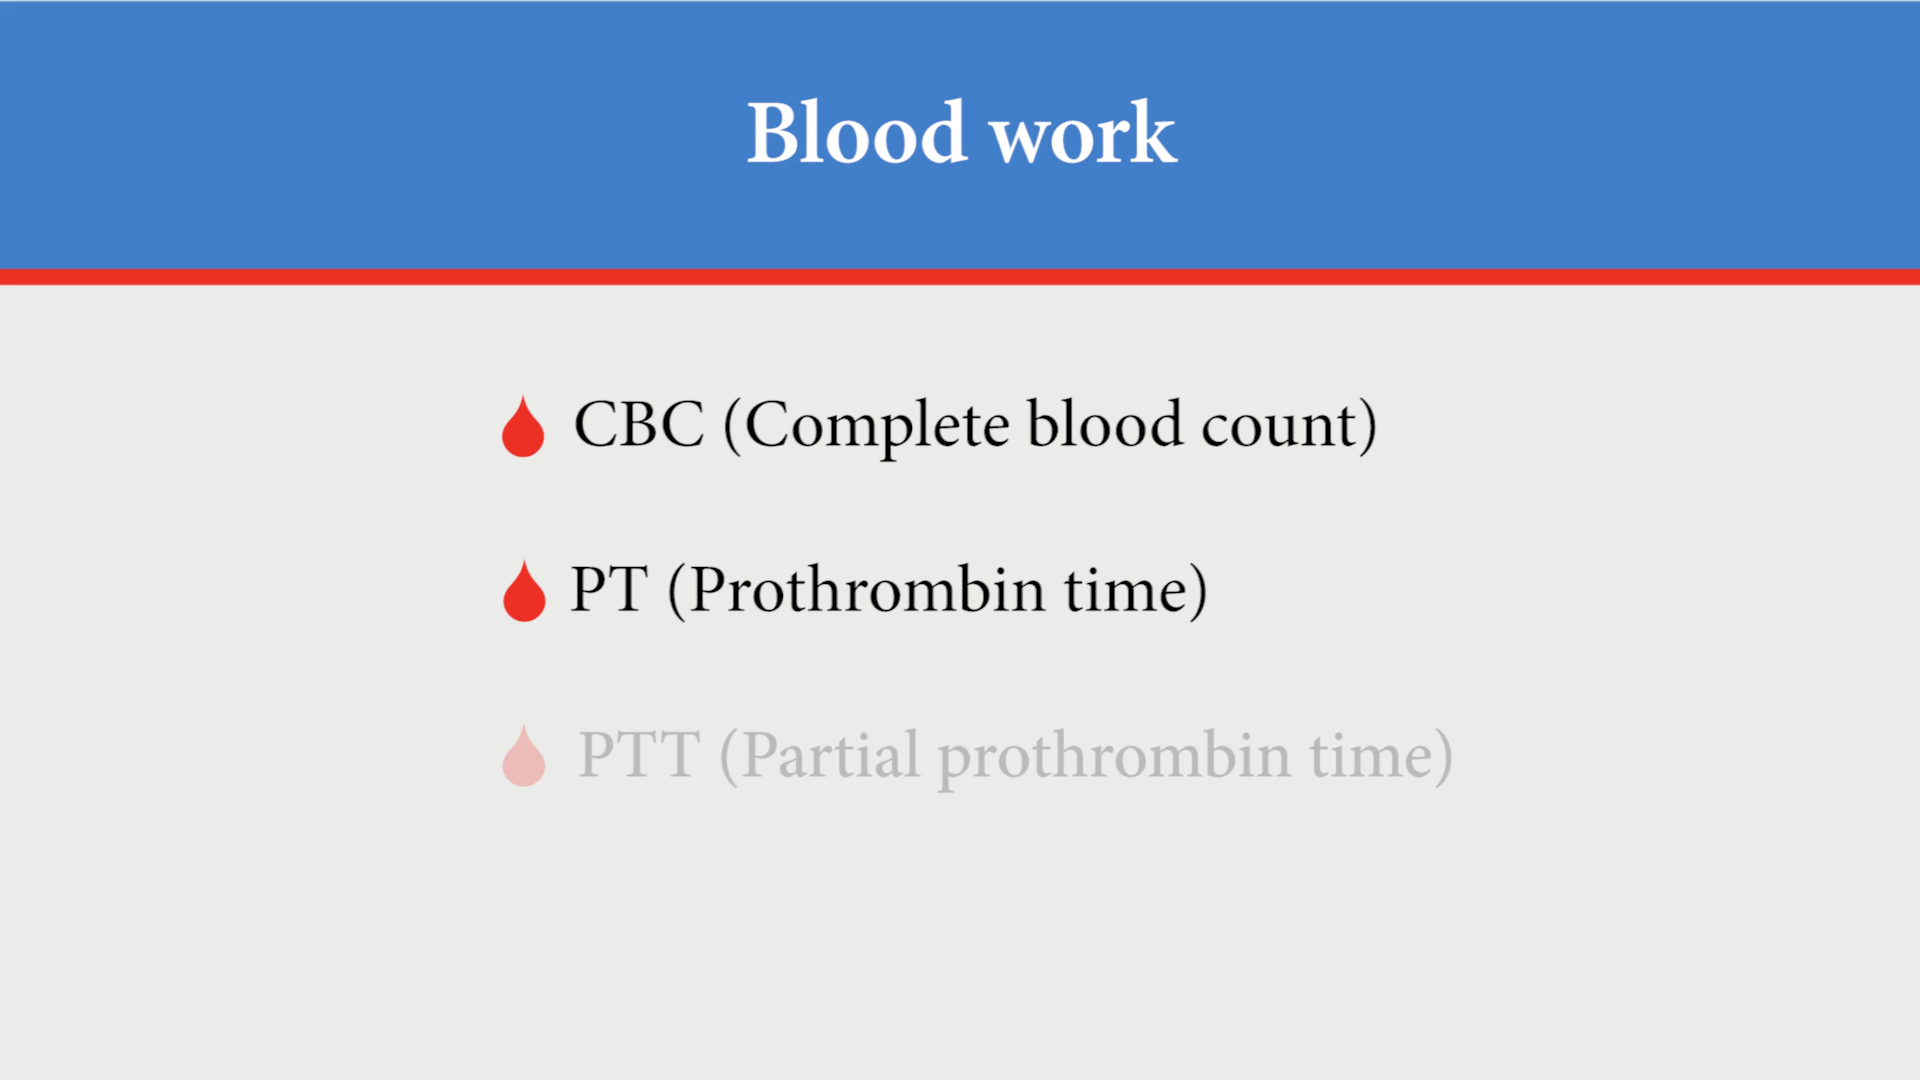 Blood work
CBC (Complete blood count)
PT (Prothrombin time)
PTT (Partial prothrombin time)